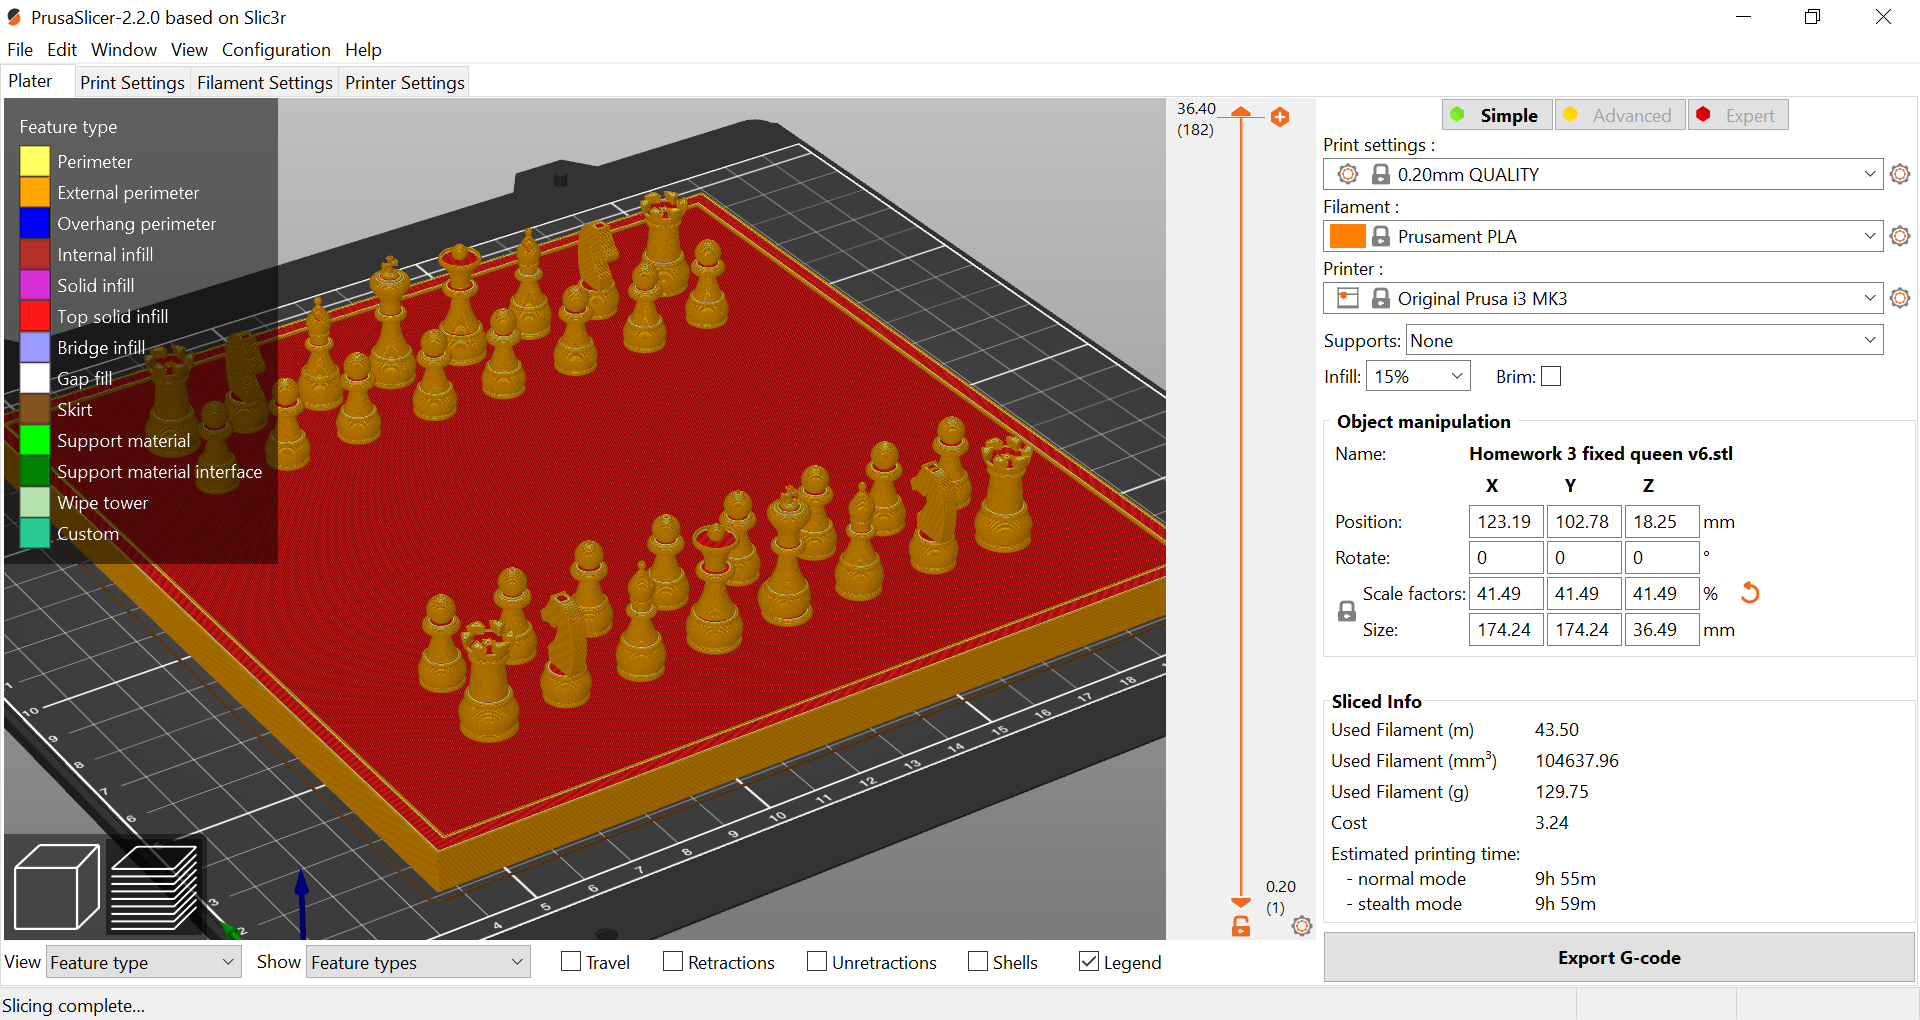 PrusaSlicer-2.2.0 based on Slic3r
File Edit Window View Configuration Help
Plater Print Settings Filament Settings Printer Settings
Feature type
Perimeter
External perimeter
Overhang perimeter
Internal infill
Solid infill
Top solid infill
Bridge infill
Gap fill
Skirt
Support material
Support material interface
Wipe tower
Custom
10
9
8
7
6
3
2
4
5
6
7
8
9
10
11
12
13
14
15
16
17
18
36.40
(182)
0.20
(1)
Simple Advanced Expert
Print settings :
0.20mm QUALITY
Filament :
Prusament PLA
Printer :
Original Prusa i3 MK3
Supports: None
Infill: 15% Brim:
Object manipulation
Name: Homework 3 fixed queen v6.stl
X Y Z
Position: 123.19 102.78 18.25 mm
Rotate: 0 0 0 °
Scale factors: 41.49 41.49 41.49 %
Size: 174.24 174.24 36.49 mm
Sliced Info
Used Filament (m) 43.50
Used Filament (mm³) 104637.96
Used Filament (g) 129.75
Cost 3.24
Estimated printing time:
- normal mode 9h 55m
- stealth mode 9h 59m
Export G-code
View Feature type Show Feature types Travel Retractions Unretractions Shells Legend
Slicing complete...